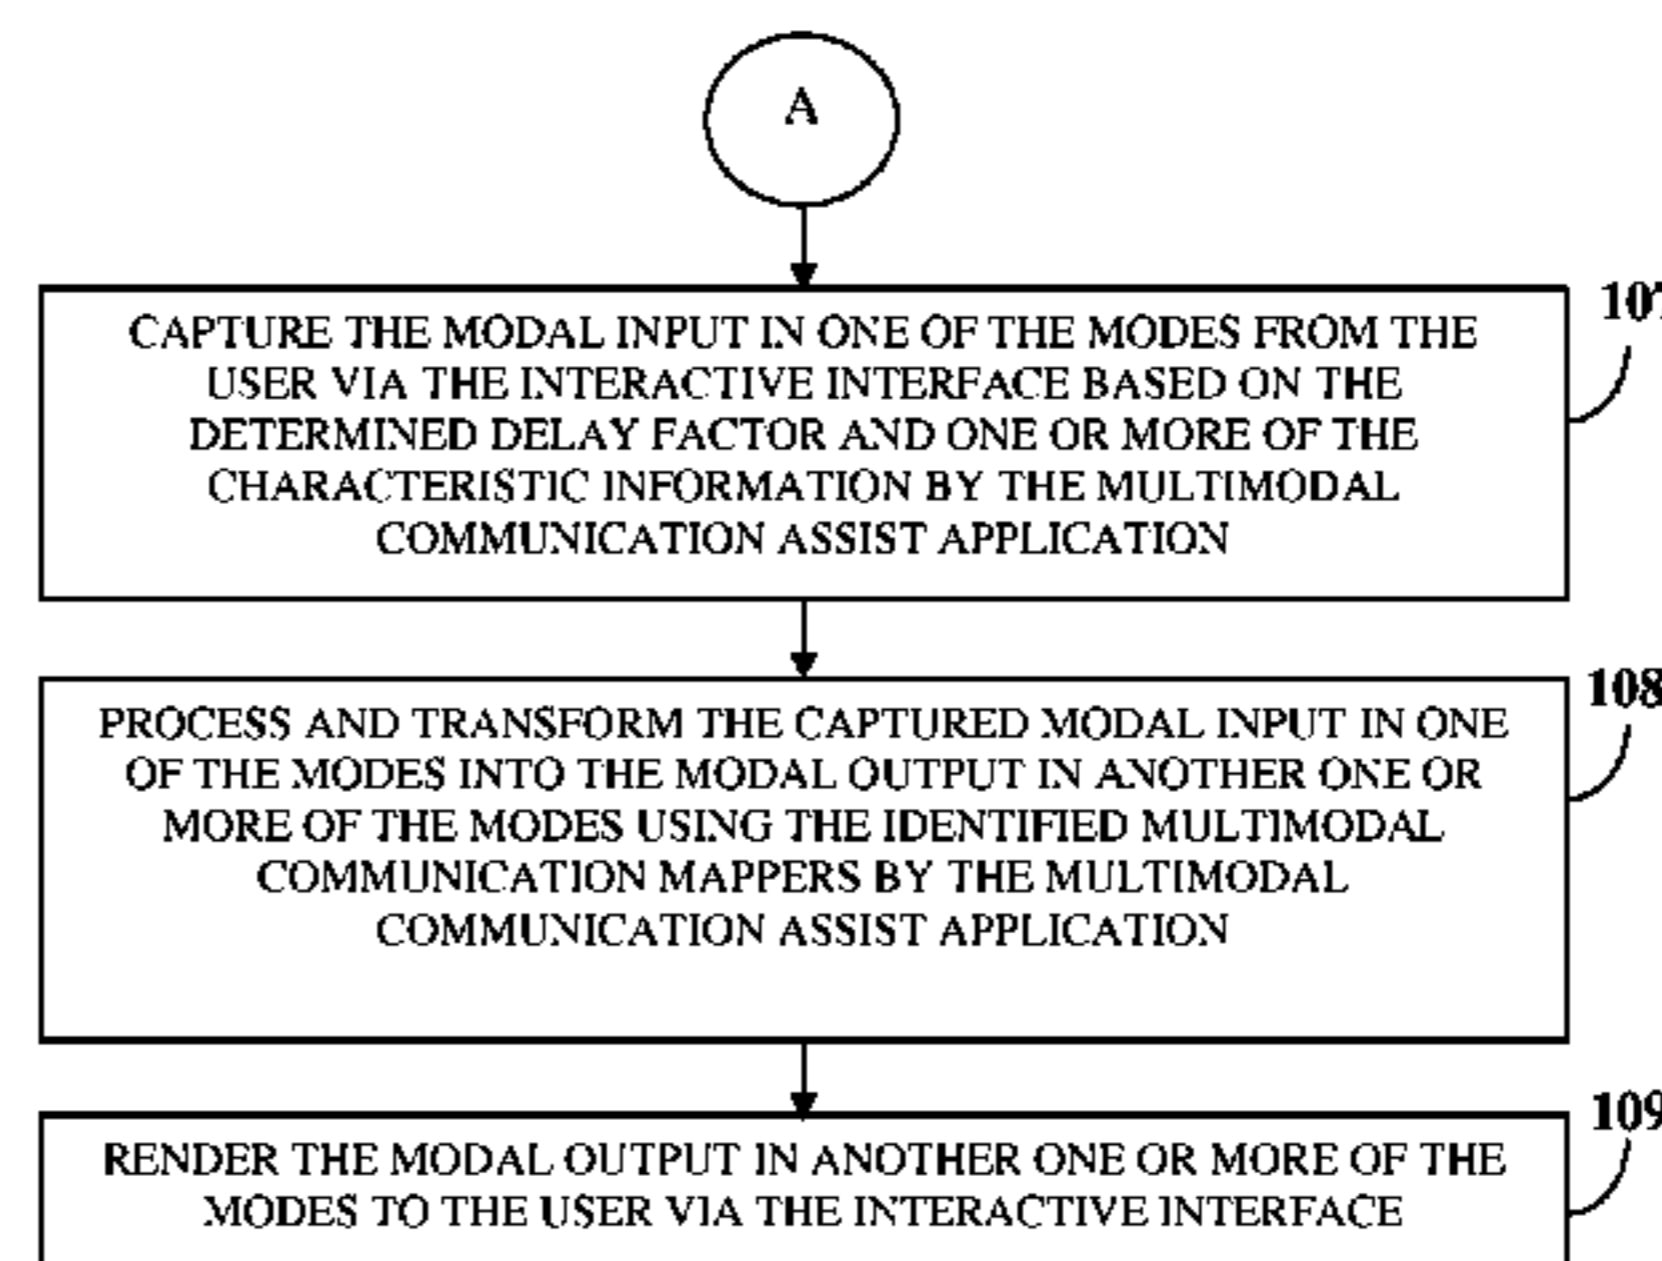 A
107
CAPTURE THE MODAL INPUT IN ONE OF THE MODES FROM THE
USER VIA THE INTERACTIVE INTERFACE BASED ON THE
DETERMINED DELAY FACTOR AND ONE OR MORE OF THE
CHARACTERISTIC INFORMATION BY THE MULTIMODAL
COMMUNICATION ASSIST APPLICATION
108
PROCESS AND TRANSFORM THE CAPTURED MODAL INPUT IN ONE
OF THE MODES INTO THE MODAL OUTPUT IN ANOTHER ONE OR
MORE OF THE MODES USING THE IDENTIFIED MULTIMODAL
COMMUNICATION MAPPERS BY THE MULTIMODAL
COMMUNICATION ASSIST APPLICATION
109
RENDER THE MODAL OUTPUT IN ANOTHER ONE OR MORE OF THE
MODES TO THE USER VIA THE INTERACTIVE INTERFACE